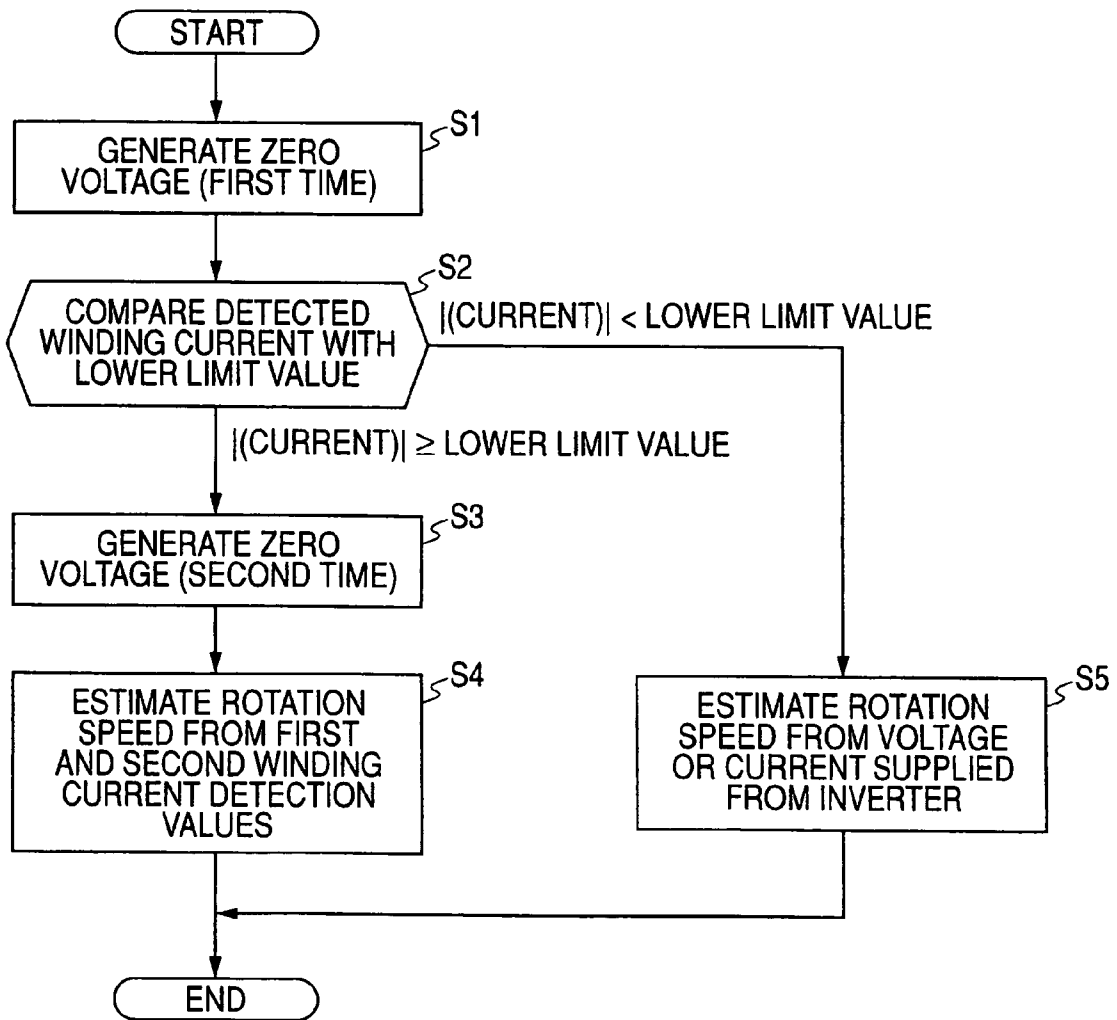 START
S1
GENERATE ZERO
VOLTAGE (FIRST TIME)
S2
COMPARE DETECTED
WINDING CURRENT WITH
LOWER LIMIT VALUE
|(CURRENT)| < LOWER LIMIT VALUE
|(CURRENT)| ≥ LOWER LIMIT VALUE
S3
GENERATE ZERO
VOLTAGE (SECOND TIME)
S4
ESTIMATE ROTATION
SPEED FROM FIRST
AND SECOND WINDING
CURRENT DETECTION
VALUES
S5
ESTIMATE ROTATION
SPEED FROM VOLTAGE
OR CURRENT SUPPLIED
FROM INVERTER
END